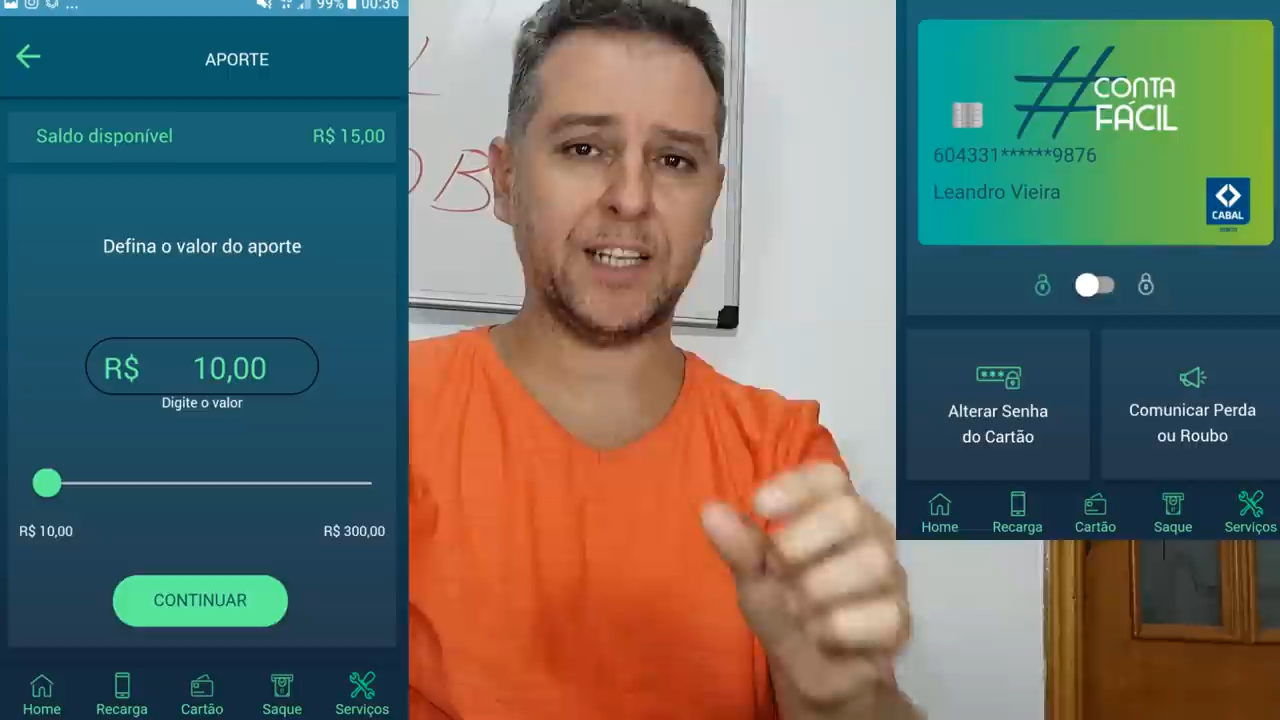 99% 00:36
APORTE
Saldo disponível R$ 15,00
Defina o valor do aporte
R$ 10,00
Digite o valor
R$ 10,00 R$ 300,00
CONTINUAR
Home Recarga Cartão Saque Serviços
OB
#CONTA
FÁCIL
604331******9876
Leandro Vieira
CABAL
Alterar Senha
do Cartão
Comunicar Perda
ou Roubo
Home Recarga Cartão Saque Serviços